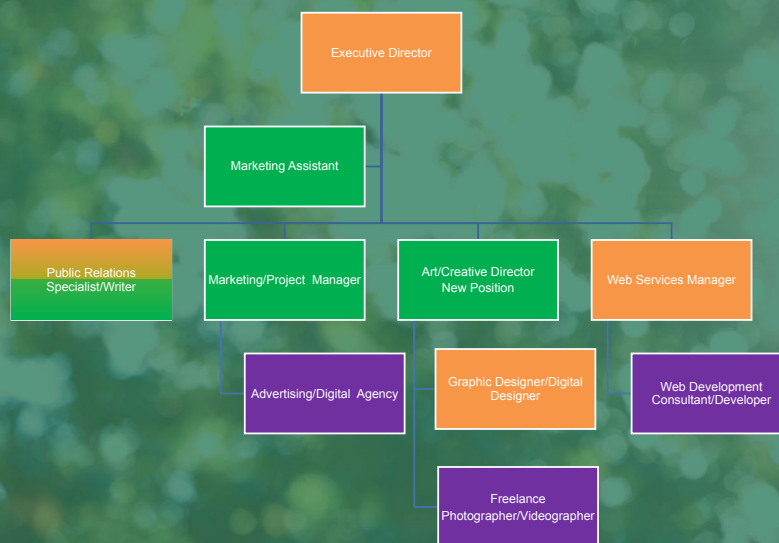 Executive Director
Marketing Assistant
Public Relations
Specialist/Writer
Marketing/Project Manager
Art/Creative Director
New Position
Web Services Manager
Advertising/Digital Agency
Graphic Designer/Digital
Designer
Web Development
Consultant/Developer
Freelance
Photographer/Videographer